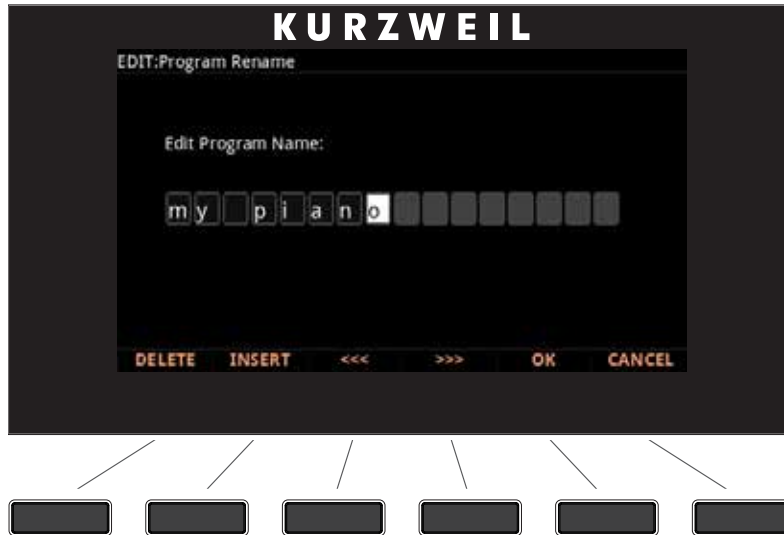 KURZWEIL
EDIT:Program Rename
Edit Program Name:
my piano
DELETE INSERT <<< >>> OK CANCEL